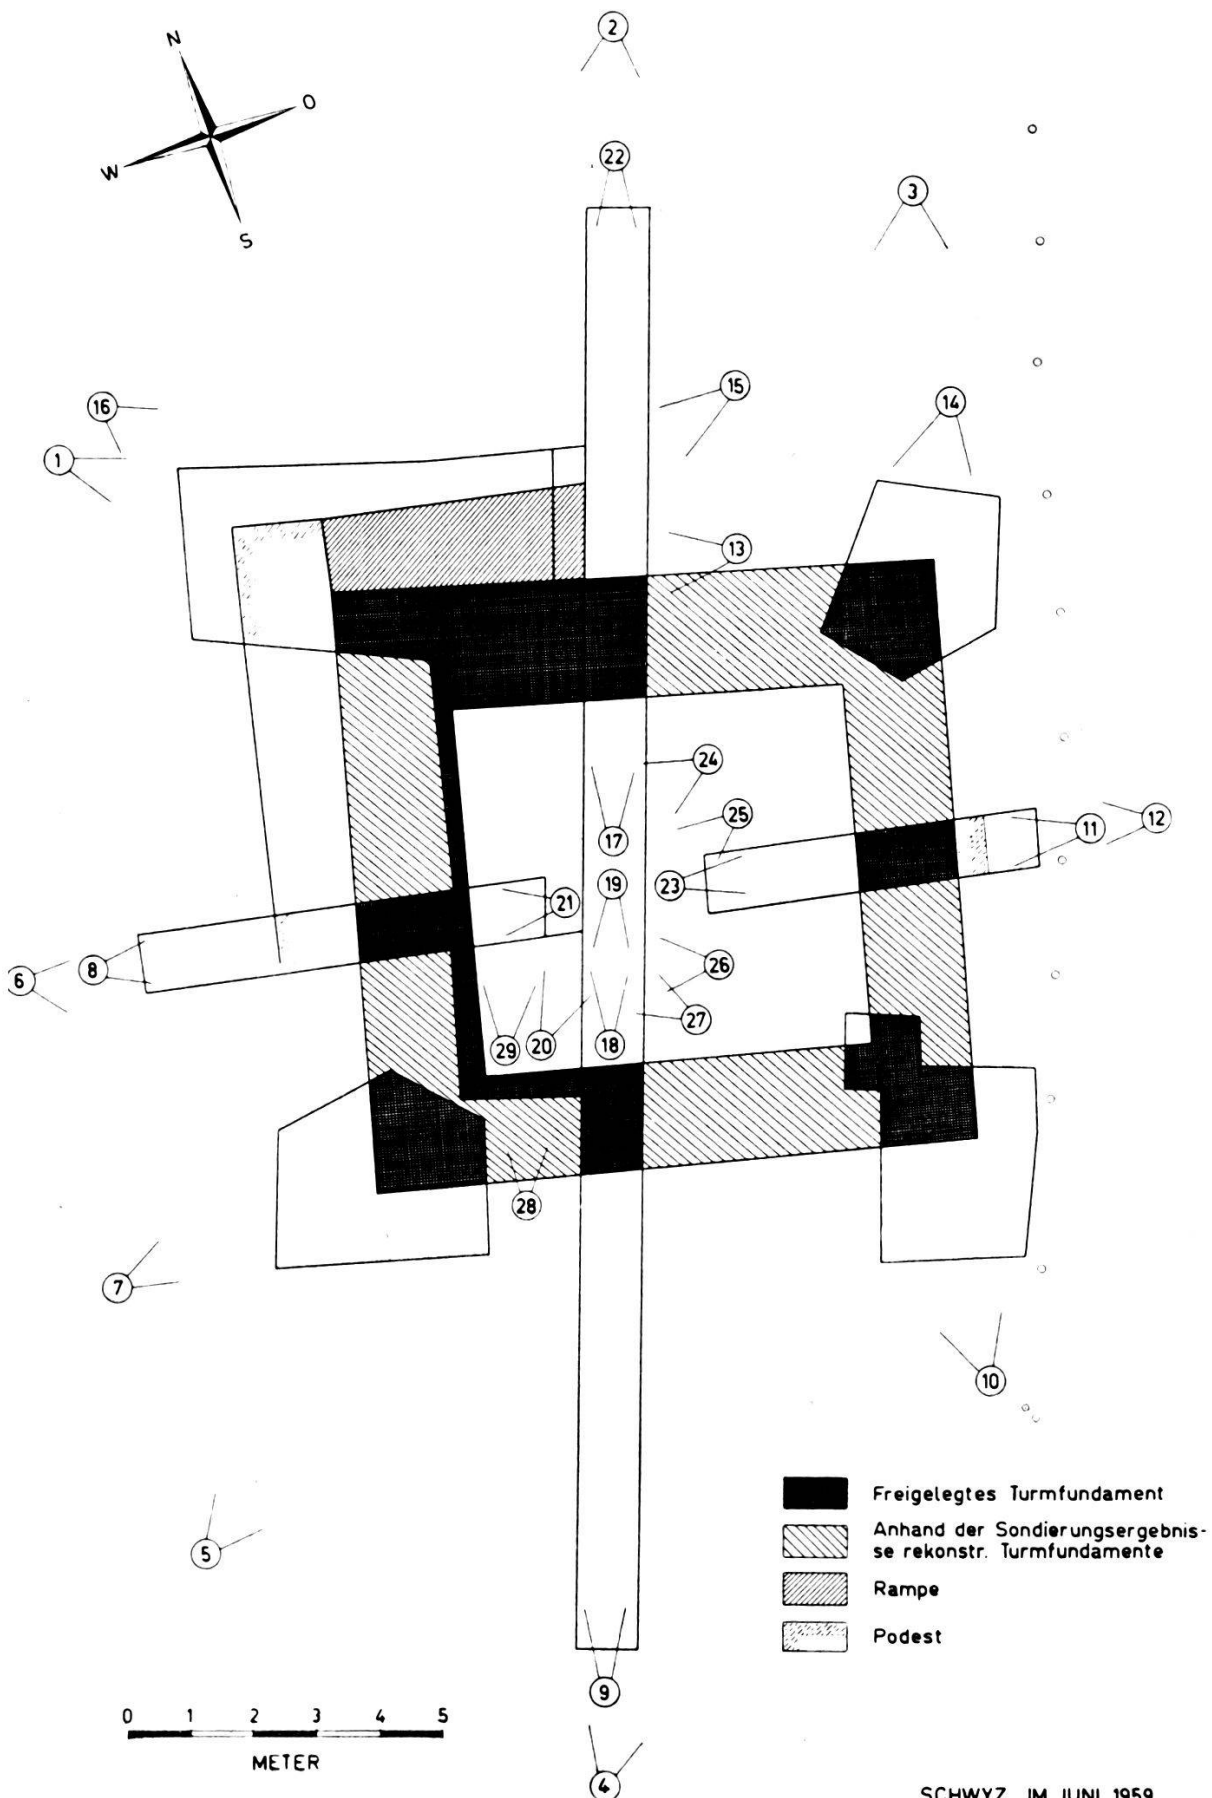 2
N
O
22
W
3
S
15
16
14
1
13
24
25
11
12
17
23
19
21
26
6
8
27
29
20
18
28
7
10
Freigelegtes Turmfundament
Anhand der Sondierungsergebnis-
se rekonstr. Turmfundamente
5
Rampe
Podest
9
0 1 2 3 4 5
METER
4
SCHWYZ, IM JUNI 1959